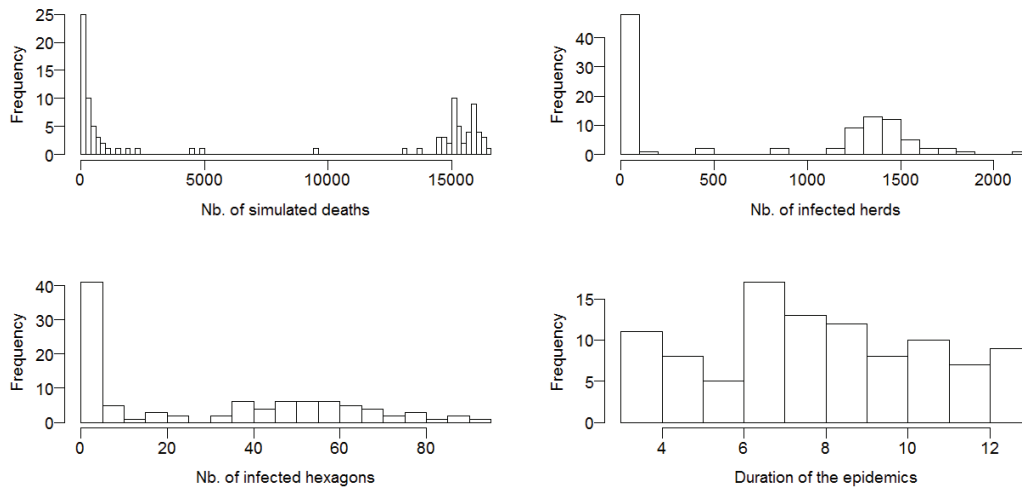 Frequency
0 5 10 15 20 25
0 5000 10000 15000
Nb. of simulated deaths
Frequency
0 10 20 30 40
0 500 1000 1500 2000
Nb. of infected herds
Frequency
0 10 20 30 40
0 20 40 60 80
Nb. of infected hexagons
Frequency
0 5 10 15
4 6 8 10 12
Duration of the epidemics